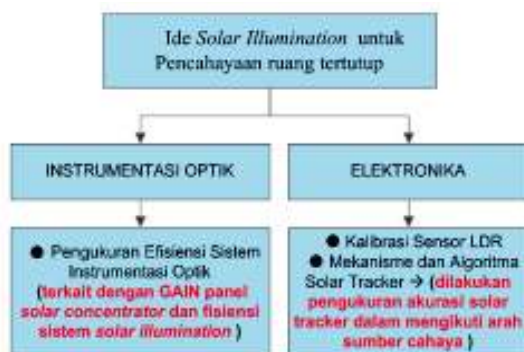 Ide Solar Illumination untuk
Pencahayaan ruang tertutup
INSTRUMENTASI OPTIK
ELEKTRONIKA
● Pengukuran Efisiensi Sistem
Instrumentasi Optik
(terkait dengan GAIN panel
solar concentrator dan fisiensi
sistem solar illumination )
● Kalibrasi Sensor LDR
● Mekanisme dan Algoritma
Solar Tracker → (dilakukan
pengukuran akurasi solar
tracker dalam mengikuti arah
sumber cahaya )